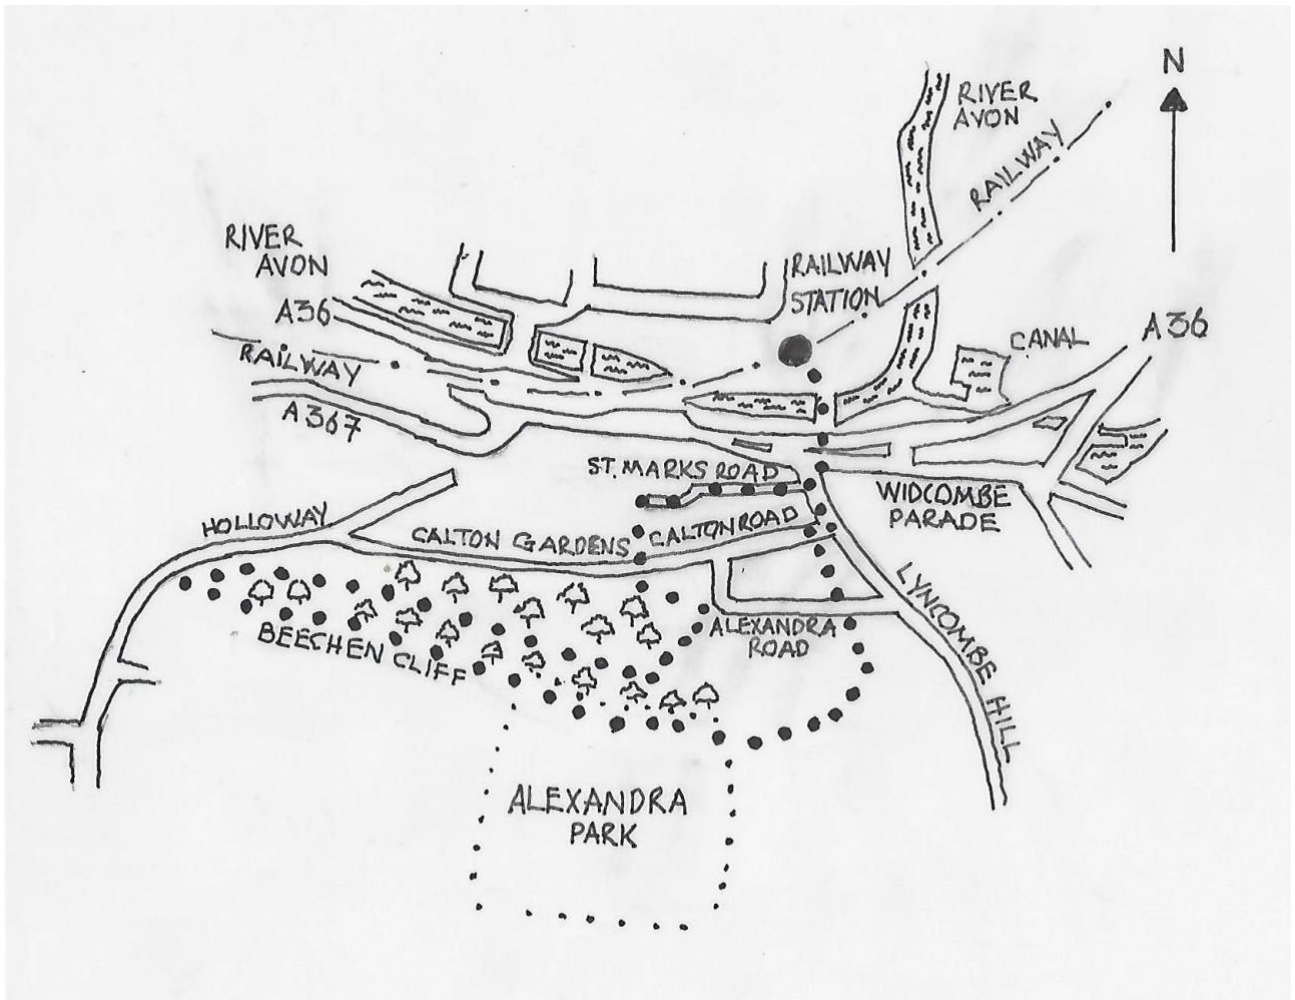 N
RIVER
AVON
RAILWAY
RIVER
AVON
RAILWAY
STATION
A36
CANAL
A36
RAILWAY
A367
ST. MARKS ROAD
WIDCOMBE
PARADE
HOLLOWAY
CALTON GARDENS
CALTON ROAD
LYNCOMBE HILL
ALEXANDRA
ROAD
BEECHEN CLIFF
ALEXANDRA
PARK